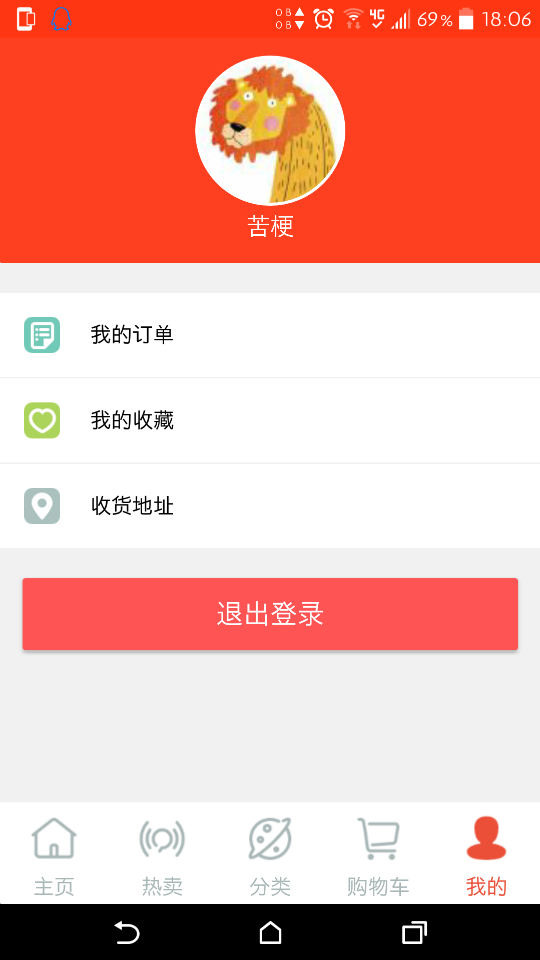 0B
0B
4G
69%
18:06
苦梗
我的订单
我的收藏
收货地址
退出登录
主页
热卖
分类
购物车
我的